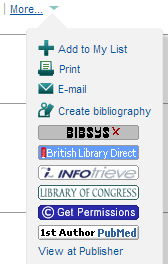 More...
Add to My List
Print
E-mail
Create bibliography
BIBSYS X
British Library Direct
INFOtrieve
LIBRARY OF CONGRESS
© Get Permissions
1st Author PubMed
View at Publisher